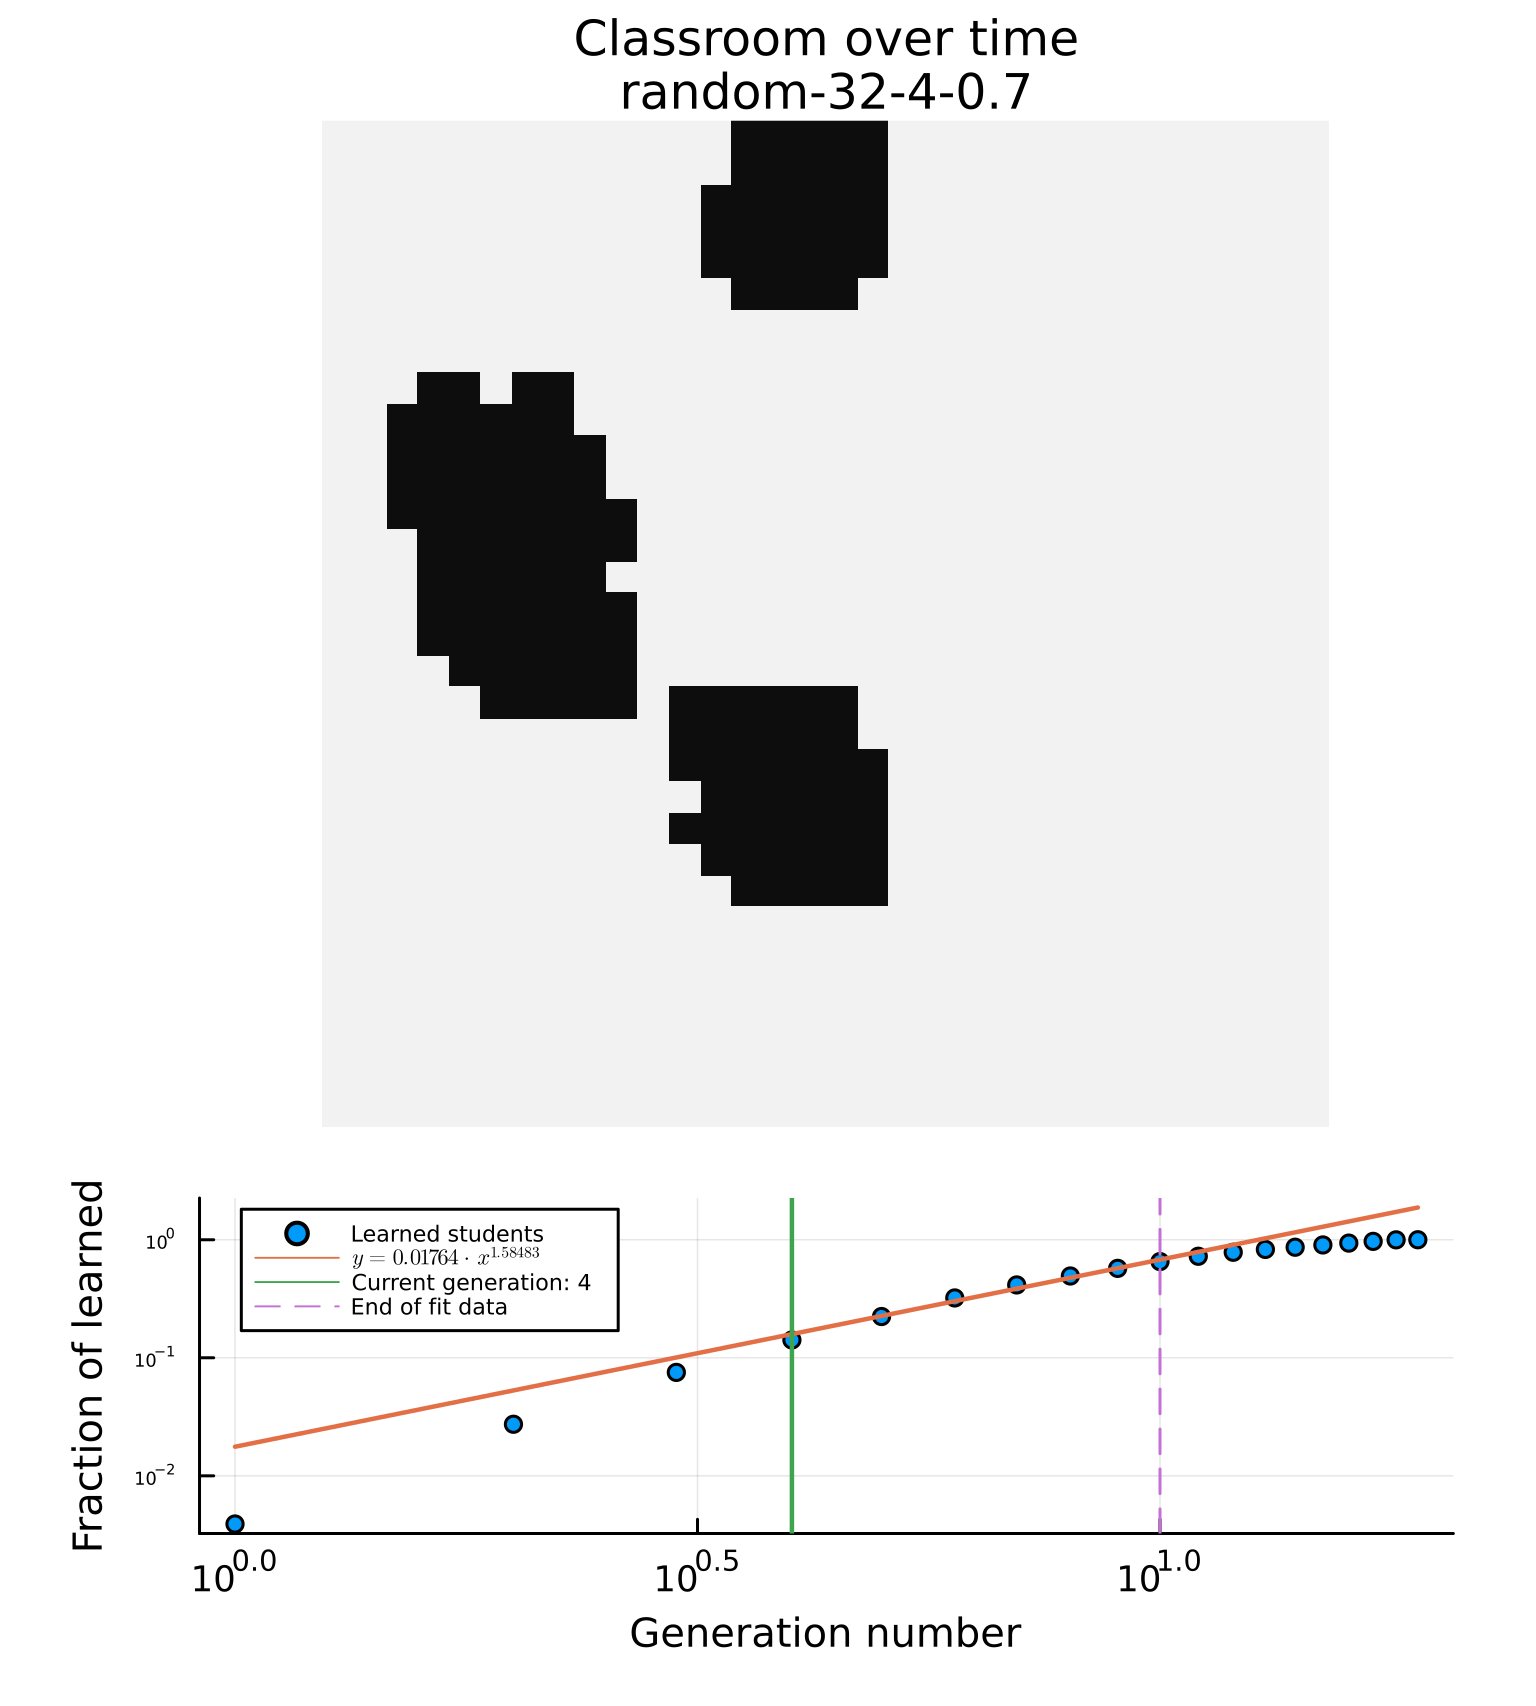 Classroom over time
random-32-4-0.7
Fraction of learned
10^0
10^-1
10^-2
Learned students
y = 0.01764 · x^1.58483
Current generation: 4
End of fit data
10^0.0
10^0.5
10^1.0
Generation number